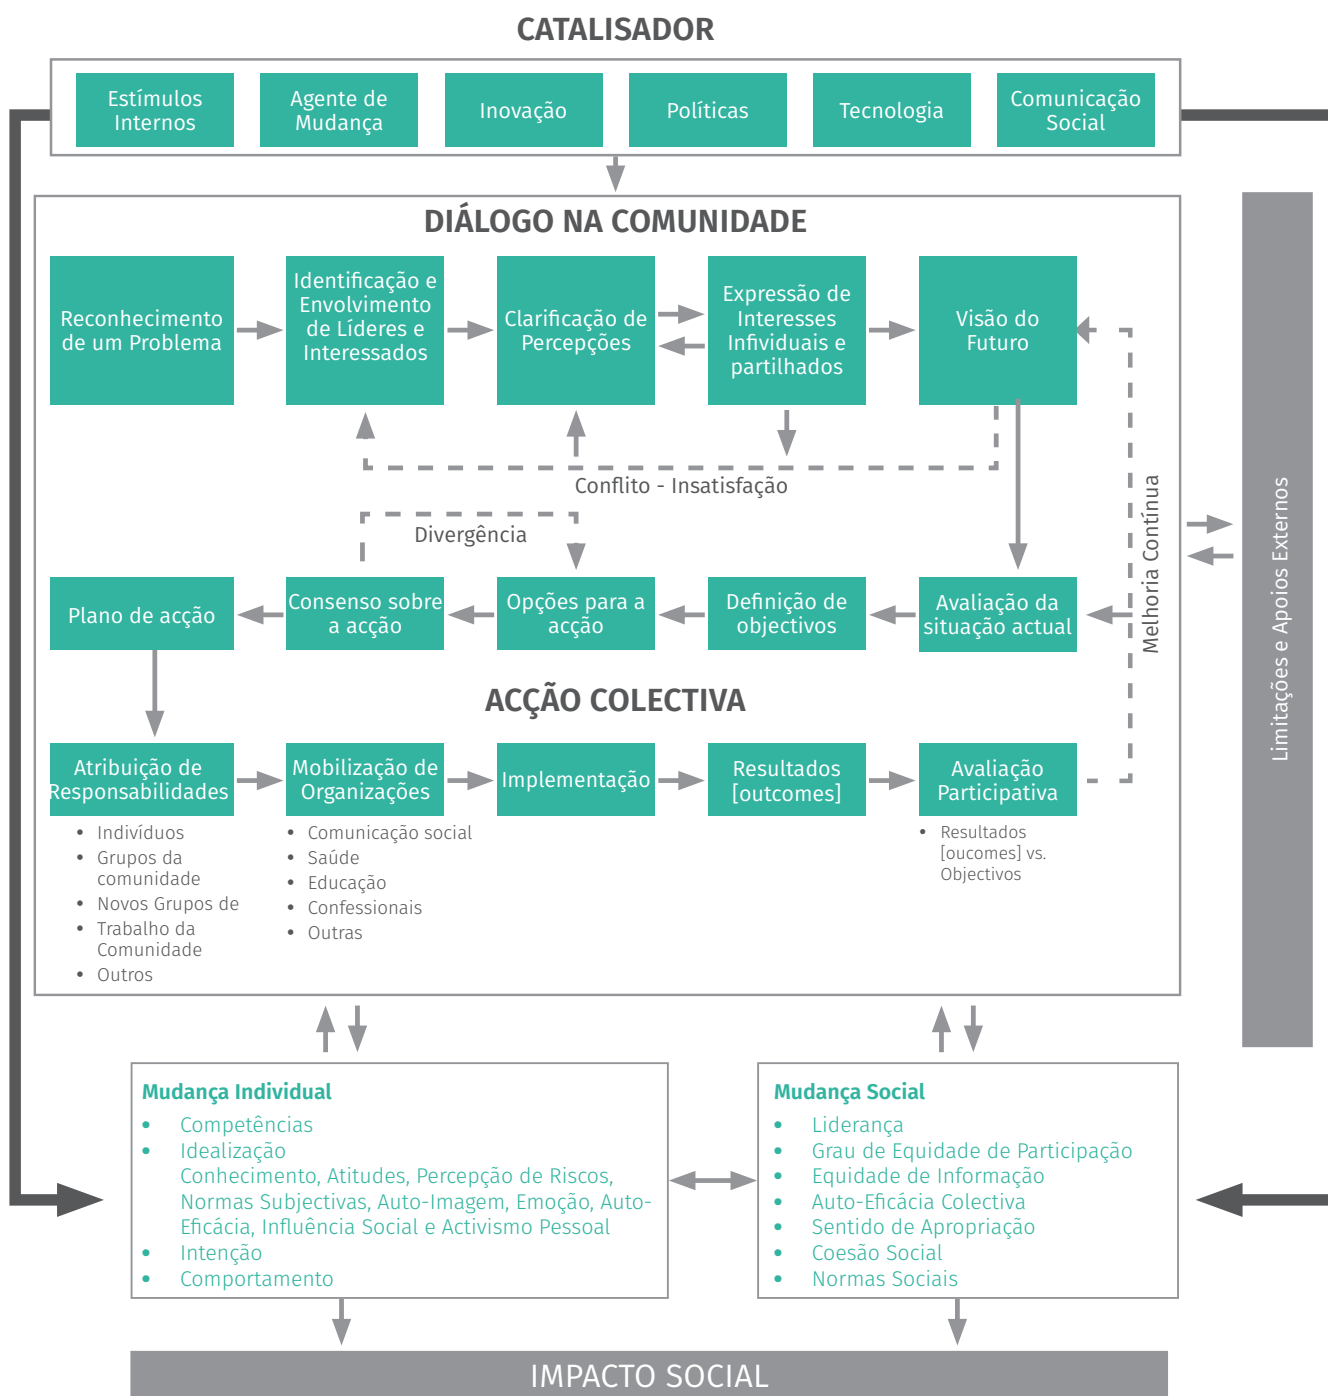 CATALISADOR
Estímulos
Internos
Agente de
Mudança
Inovação
Políticas
Tecnologia
Comunicação
Social
DIÁLOGO NA COMUNIDADE
Reconhecimento
de um Problema
Identificação e
Envolvimento
de Líderes e
Interessados
Clarificação de
Percepções
Expressão de
Interesses
Infividuais e
partilhados
Visão do
Futuro
Conflito - Insatisfação
Divergência
Melhoria Contínua
Limitações e Apoios Externos
Plano de acção
Consenso sobre
a acção
Opções para a
acção
Definição de
objectivos
Avaliação da
situação actual
ACÇÃO COLECTIVA
Atribuição de
Responsabilidades
Mobilização de
Organizações
Implementação
Resultados
[outcomes]
Avaliação
Participativa
• Indivíduos
• Grupos da
comunidade
• Novos Grupos de
• Trabalho da
Comunidade
• Outros
• Comunicação social
• Saúde
• Educação
• Confessionais
• Outras
• Resultados
[oucomes] vs.
Objectivos
Mudança Individual
• Competências
• Idealização
Conhecimento, Atitudes, Percepção de Riscos,
Normas Subjectivas, Auto-Imagem, Emoção, Auto-
Eficácia, Influência Social e Activismo Pessoal
• Intenção
• Comportamento
Mudança Social
• Liderança
• Grau de Equidade de Participação
• Equidade de Informação
• Auto-Eficácia Colectiva
• Sentido de Apropriação
• Coesão Social
• Normas Sociais
IMPACTO SOCIAL